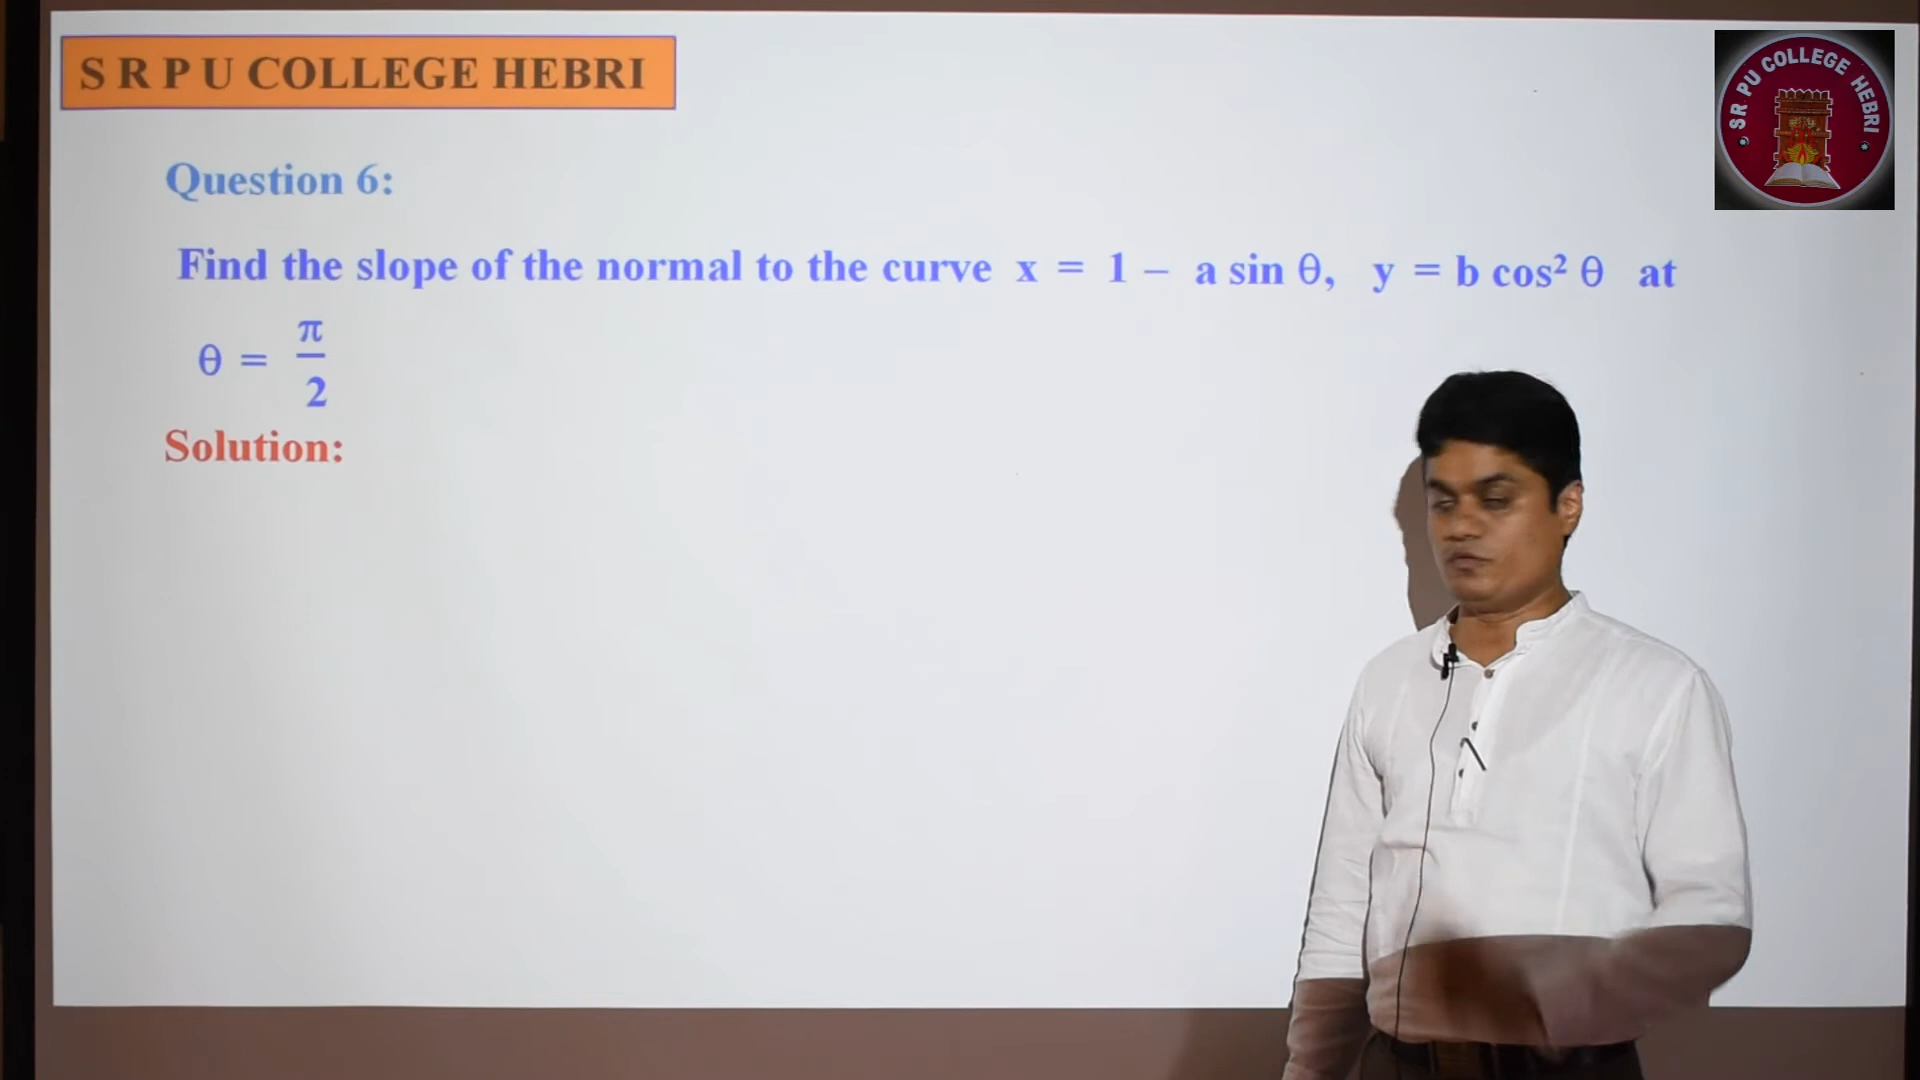 S R P U COLLEGE HEBRI
SR PU COLLEGE HEBRI
Question 6:
Find the slope of the normal to the curve x = 1 – a sin θ, y = b cos² θ at
θ = π/2
Solution: